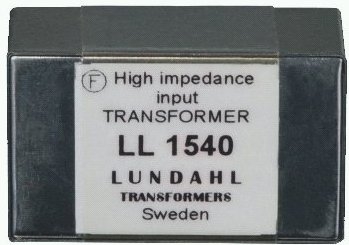 F High impedance
input
TRANSFORMER
LL 1540
LUNDAHL
TRANSFORMERS
Sweden